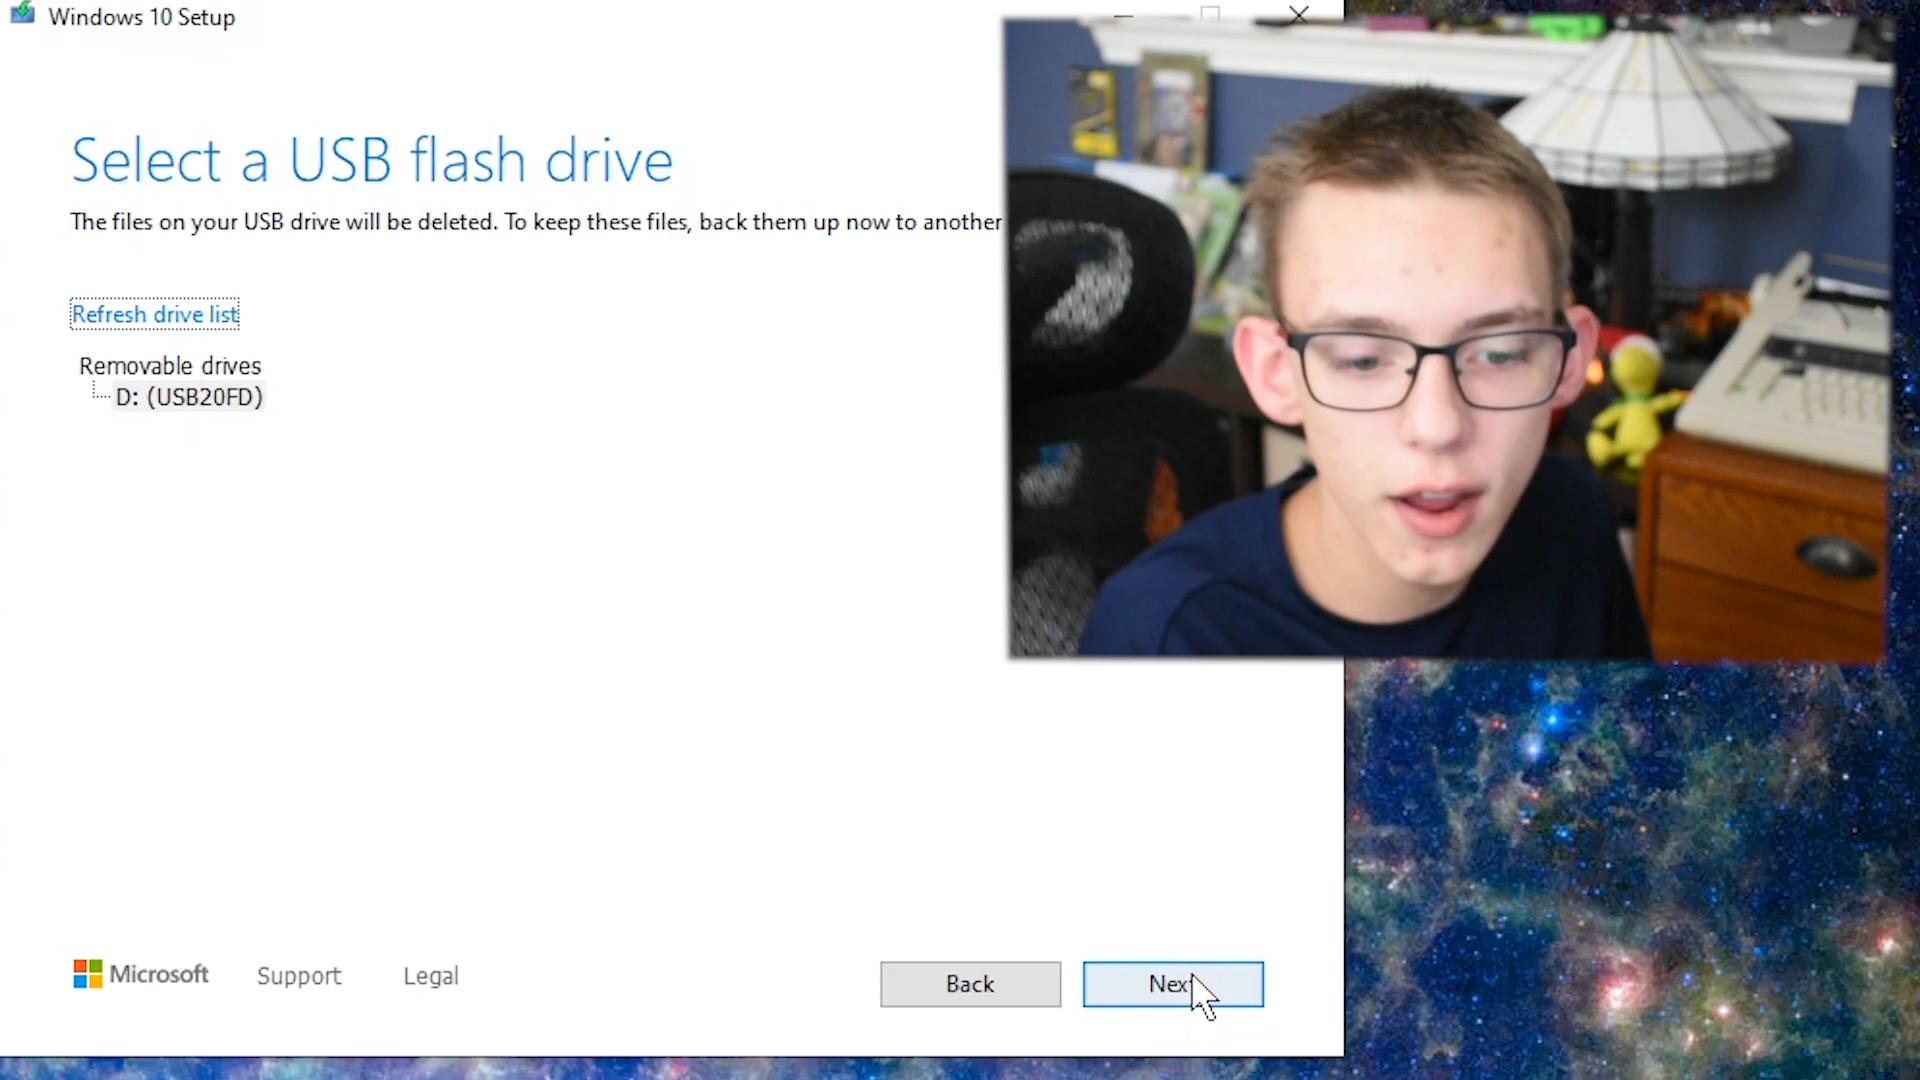 Windows 10 Setup
Select a USB flash drive
The files on your USB drive will be deleted. To keep these files, back them up now to another
Refresh drive list
Removable drives
D: (USB20FD)
Microsoft
Support
Legal
Back
Next